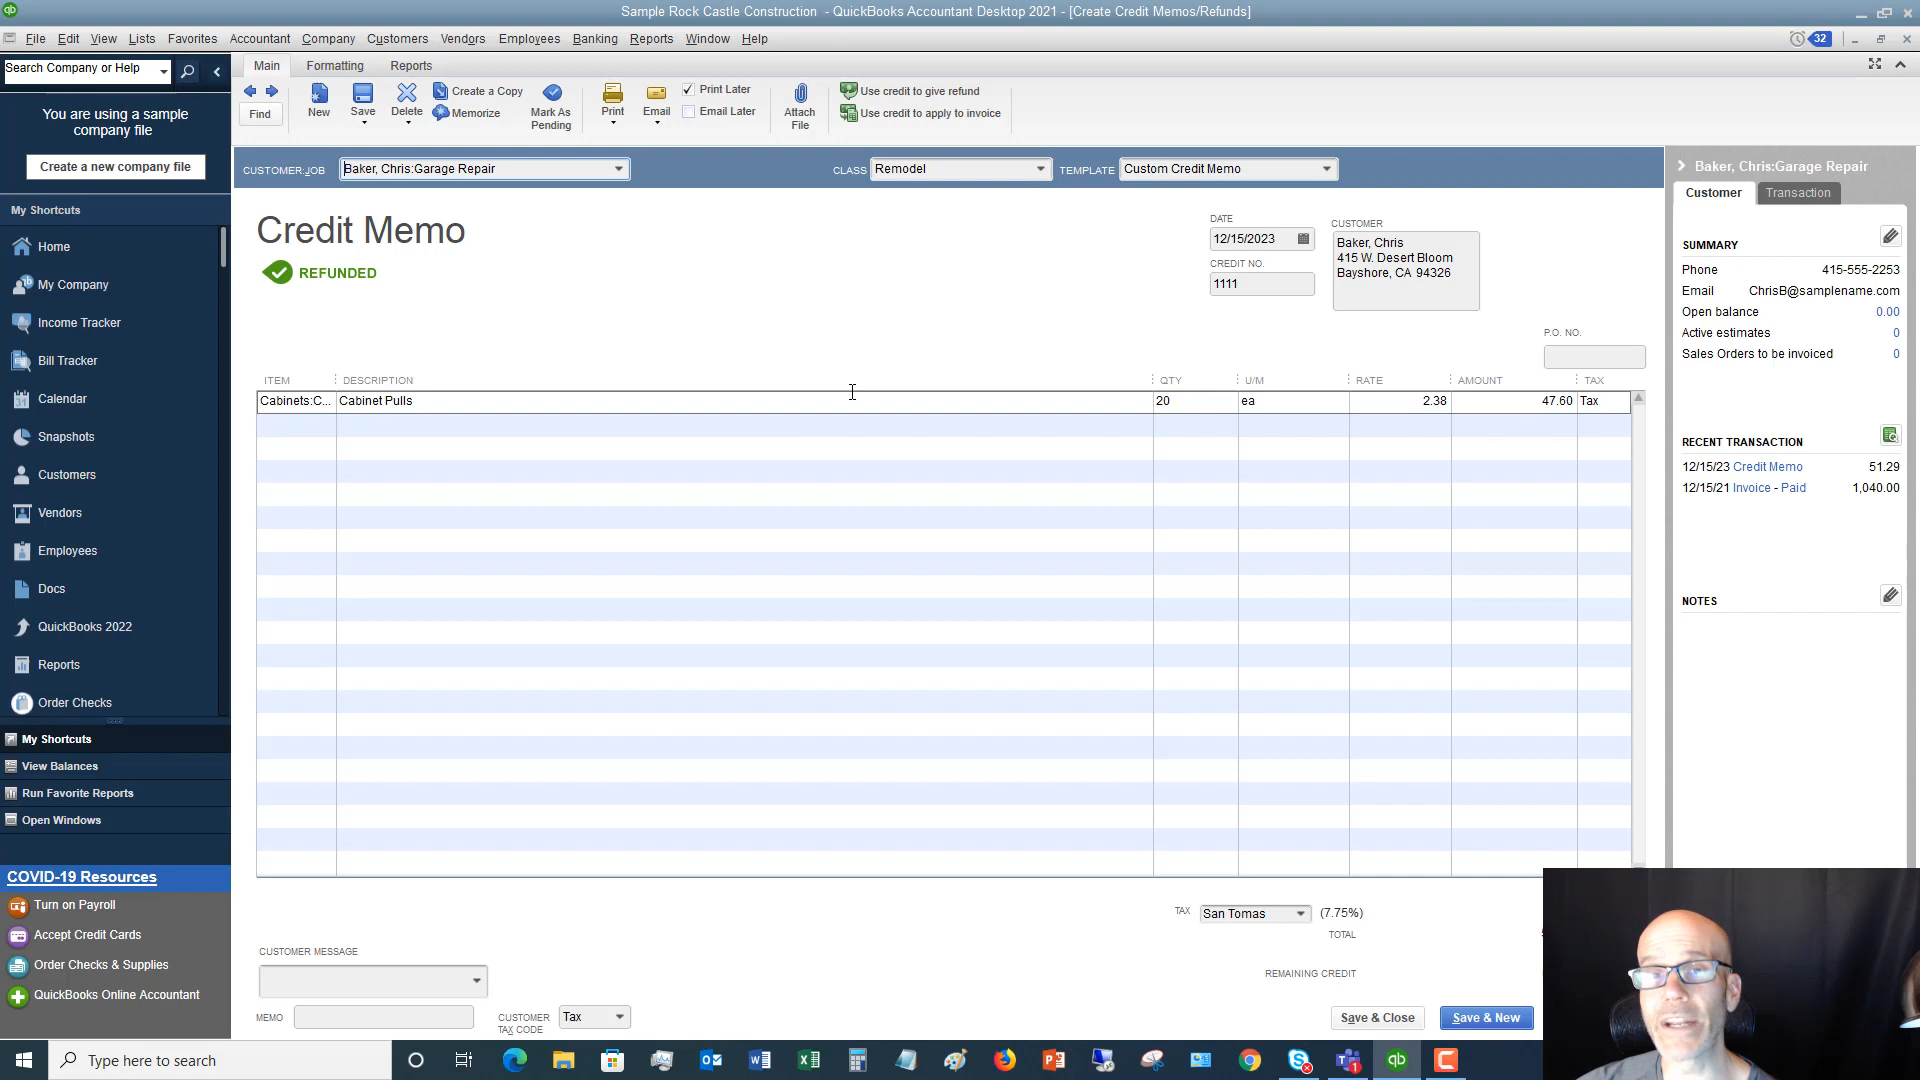 Sample Rock Castle Construction - QuickBooks Accountant Desktop 2021 - [Create Credit Memos/Refunds]
File Edit View Lists Favorites Accountant Company Customers Vendors Employees Banking Reports Window Help
32
Search Company or Help
Main Formatting Reports
You are using a sample company file
Create a new company file
Find
New
Save
Delete
Create a Copy
Memorize
Mark As Pending
Print
Email
Print Later
Email Later
Attach File
Use credit to give refund
Use credit to apply to invoice
CUSTOMER:JOB Baker, Chris:Garage Repair CLASS Remodel TEMPLATE Custom Credit Memo
My Shortcuts
Home
My Company
Income Tracker
Bill Tracker
31 Calendar
Snapshots
Customers
Vendors
Employees
Docs
QuickBooks 2022
Reports
Order Checks
My Shortcuts
View Balances
Run Favorite Reports
Open Windows
COVID-19 Resources
Turn on Payroll
Accept Credit Cards
Order Checks & Supplies
QuickBooks Online Accountant
Credit Memo
REFUNDED
DATE
12/15/2023
CREDIT NO.
1111
CUSTOMER
Baker, Chris
415 W. Desert Bloom
Bayshore, CA 94326
P.O. NO.
ITEM DESCRIPTION QTY U/M RATE AMOUNT TAX
Cabinets:C... Cabinet Pulls 20 ea 2.38 47.60 Tax
TAX San Tomas (7.75%)
TOTAL
REMAINING CREDIT
CUSTOMER MESSAGE
MEMO
CUSTOMER TAX CODE Tax
Save & Close Save & New
Baker, Chris:Garage Repair
Customer Transaction
SUMMARY
Phone 415-555-2253
Email ChrisB@samplename.com
Open balance 0.00
Active estimates 0
Sales Orders to be invoiced 0
RECENT TRANSACTION
12/15/23 Credit Memo 51.29
12/15/21 Invoice - Paid 1,040.00
NOTES
Type here to search
qb